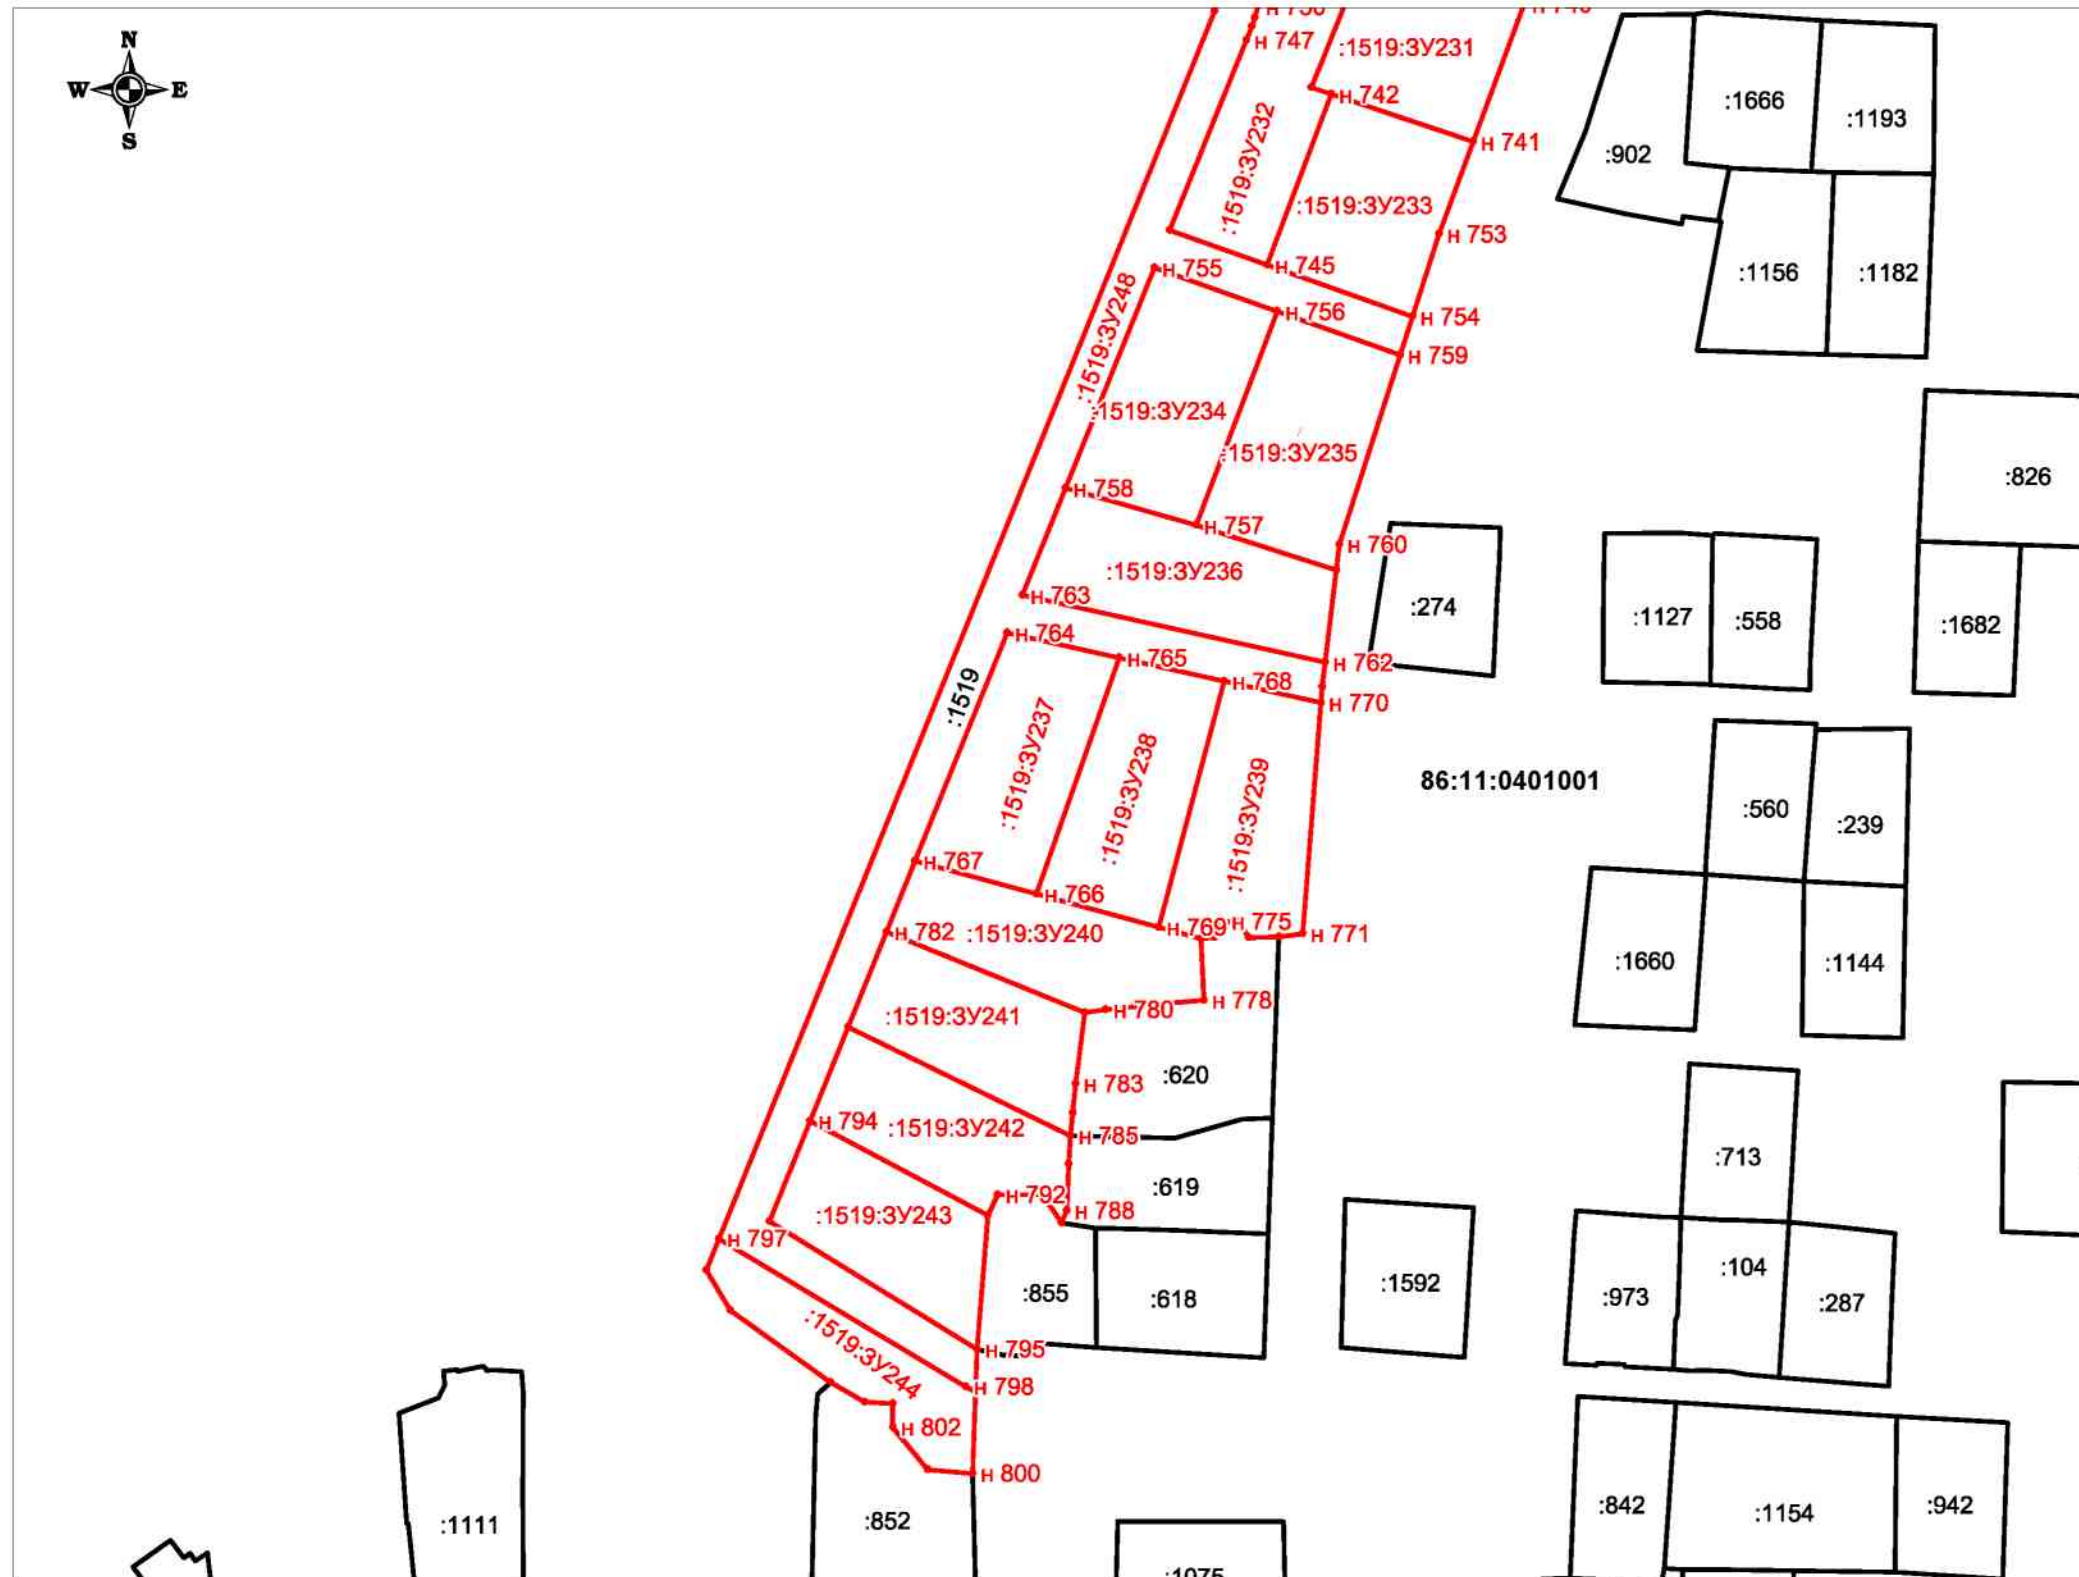 N
W E
S
н 747
:1519:ЗУ231
н 742
н 741
:1519:ЗУ232
:1519:ЗУ233
н 753
:902
:1666
:1193
:1156
:1182
н 745
н 754
н 755
н 756
н 759
:1519:ЗУ248
:1519:ЗУ234
:1519:ЗУ235
:826
н 758
н 757
н 760
:1519:ЗУ236
:274
:1127
:558
:1682
н 763
н 762
н 764
н 765
н 768
н 770
:1519
:1519:ЗУ237
:1519:ЗУ238
:1519:ЗУ239
86:11:0401001
:560
:239
н 767
н 766
н 769
н 775
н 771
н 782
:1519:ЗУ240
:1660
:1144
н 778
н 780
:1519:ЗУ241
н 783
:620
н 794
:1519:ЗУ242
н 785
:713
н 792
:619
н 788
:1519:ЗУ243
н 797
:855
:618
:1592
:973
:104
:287
:1519:ЗУ244
н 795
н 798
н 802
н 800
:1111
:852
:842
:1154
:942